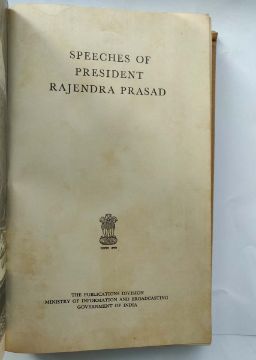 SPEECHES OF
PRESIDENT
RAJENDRA PRASAD
THE PUBLICATIONS DIVISION
MINISTRY OF INFORMATION AND BROADCASTING
GOVERNMENT OF INDIA